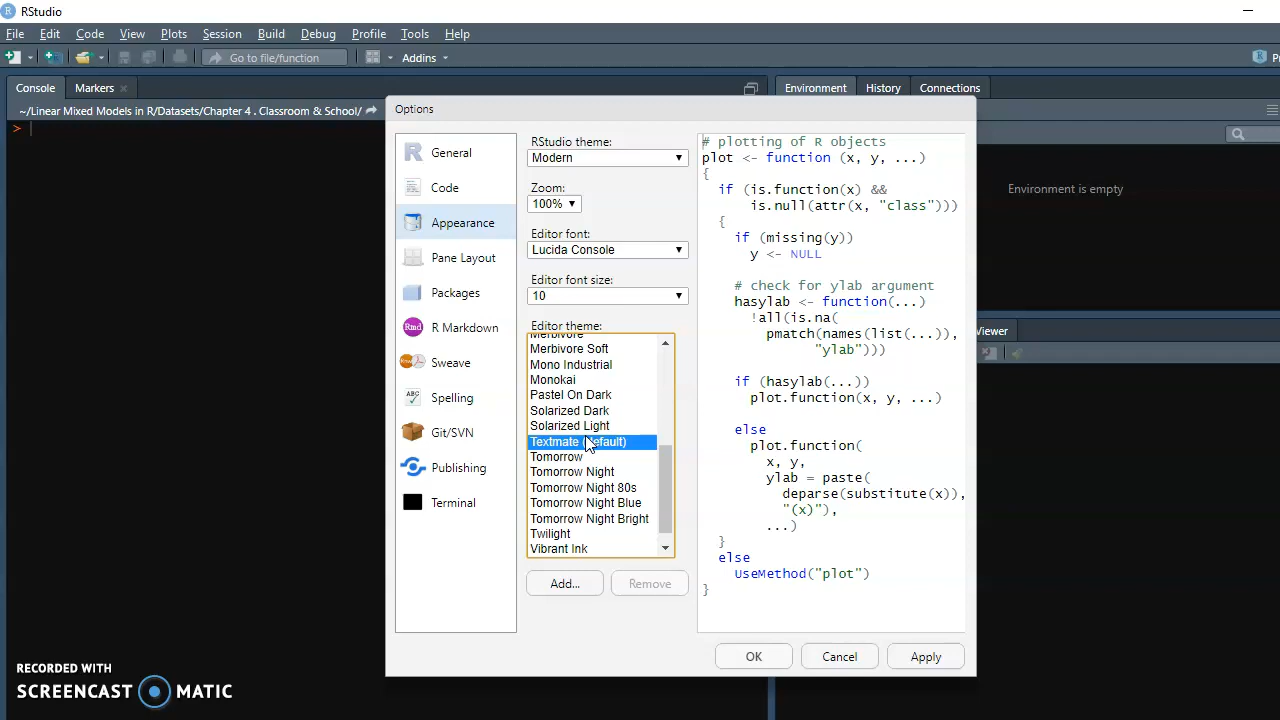 RStudio
File Edit Code View Plots Session Build Debug Profile Tools Help
Go to file/function Addins
Console Markers
~/Linear Mixed Models in R/Datasets/Chapter 4 . Classroom & School/
>
Environment History Connections
Environment is empty
Viewer
Options
General
Code
Appearance
Pane Layout
Packages
Rmd R Markdown
Sweave
ABC Spelling
Git/SVN
Publishing
Terminal
RStudio theme:
Modern
Zoom:
100%
Editor font:
Lucida Console
Editor font size:
10
Editor theme:
Merbivore
Merbivore Soft
Mono Industrial
Monokai
Pastel On Dark
Solarized Dark
Solarized Light
Textmate (default)
Tomorrow
Tomorrow Night
Tomorrow Night 80s
Tomorrow Night Blue
Tomorrow Night Bright
Twilight
Vibrant Ink
Add... Remove
# plotting of R objects
plot <- function (x, y, ...)
{
if (is.function(x) &&
is.null(attr(x, "class")))
{
if (missing(y))
y <- NULL
# check for ylab argument
hasylab <- function(...)
!all(is.na(
pmatch(names(list(...)),
"ylab")))
if (hasylab(...))
plot.function(x, y, ...)
else
plot.function(
x, y,
ylab = paste(
deparse(substitute(x)),
"(x)"),
...)
}
else
UseMethod("plot")
}
OK Cancel Apply
RECORDED WITH
SCREENCAST MATIC